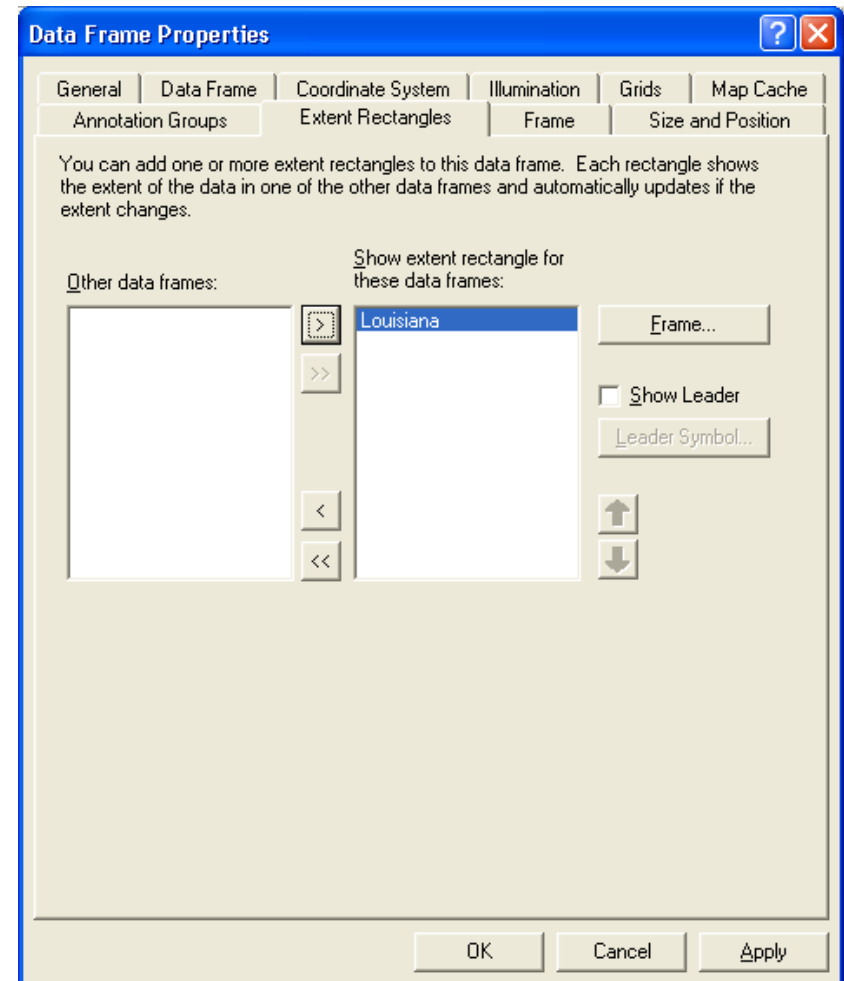 Data Frame Properties
General Data Frame Coordinate System Illumination Grids Map Cache
Annotation Groups Extent Rectangles Frame Size and Position
You can add one or more extent rectangles to this data frame. Each rectangle shows
the extent of the data in one of the other data frames and automatically updates if the
extent changes.
Other data frames:
Show extent rectangle for
these data frames:
>
>>
<
<<
Louisiana
Frame...
Show Leader
Leader Symbol...
OK Cancel Apply